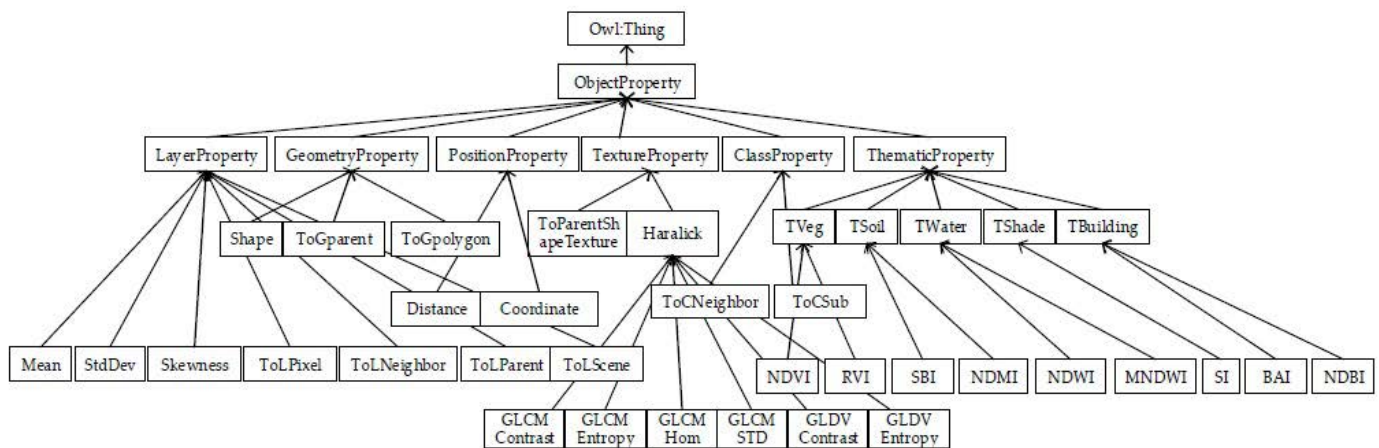 Owl:Thing
ObjectProperty
LayerProperty
GeometryProperty
PositionProperty
TextureProperty
ClassProperty
ThematicProperty
Shape
ToGparent
ToGpolygon
ToParentSh
apeTexture
Haralick
TVeg
TSoil
TWater
TShade
TBuilding
Distance
Coordinate
ToCNeighbor
ToCSub
Mean
StdDev
Skewness
ToLPixel
ToLNeighbor
ToLParent
ToLScene
NDVI
RVI
SBI
NDMI
NDWI
MNDWI
SI
BAI
NDBI
GLCM
Contrast
GLCM
Entropy
GLCM
Hom
GLCM
STD
GLDV
Contrast
GLDV
Entropy